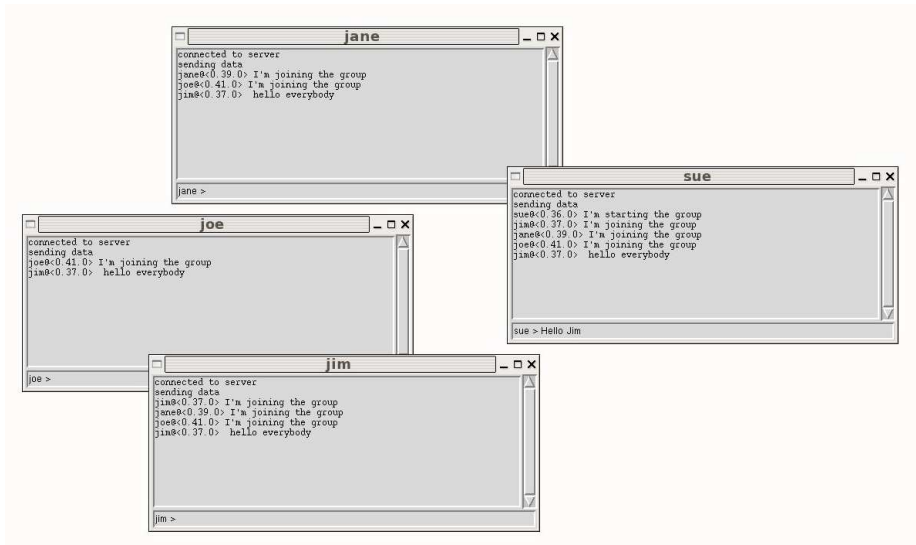 jane
connected to server
sending data
jane@<0.39.0> I'm joining the group
joe@<0.41.0> I'm joining the group
jim@<0.37.0>  hello everybody
jane >
sue
connected to server
sending data
sue@<0.36.0> I'm starting the group
jim@<0.37.0> I'm joining the group
jane@<0.39.0> I'm joining the group
joe@<0.41.0> I'm joining the group
jim@<0.37.0>  hello everybody
sue > Hello Jim
joe
connected to server
sending data
joe@<0.41.0> I'm joining the group
jim@<0.37.0>  hello everybody
joe >
jim
connected to server
sending data
jim@<0.37.0> I'm joining the group
jane@<0.39.0> I'm joining the group
joe@<0.41.0> I'm joining the group
jim@<0.37.0>  hello everybody
jim >